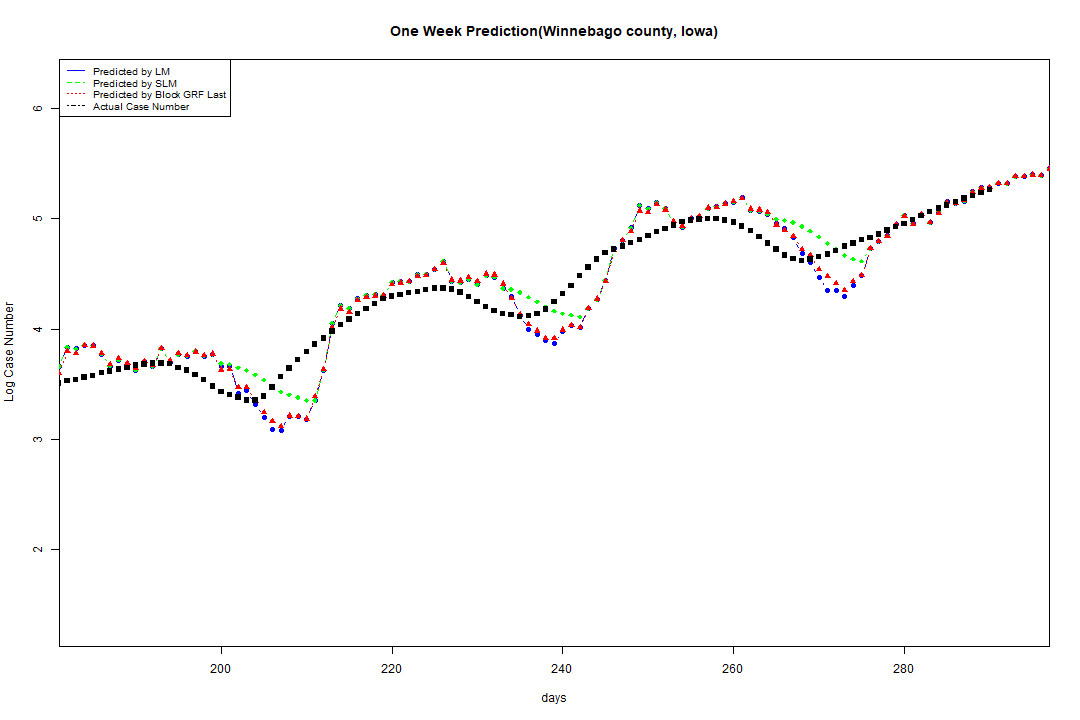 One Week Prediction(Winnebago county, Iowa)
Predicted by LM
Predicted by SLM
Predicted by Block GRF Last
Actual Case Number
6
5
4
3
2
Log Case Number
200 220 240 260 280
days